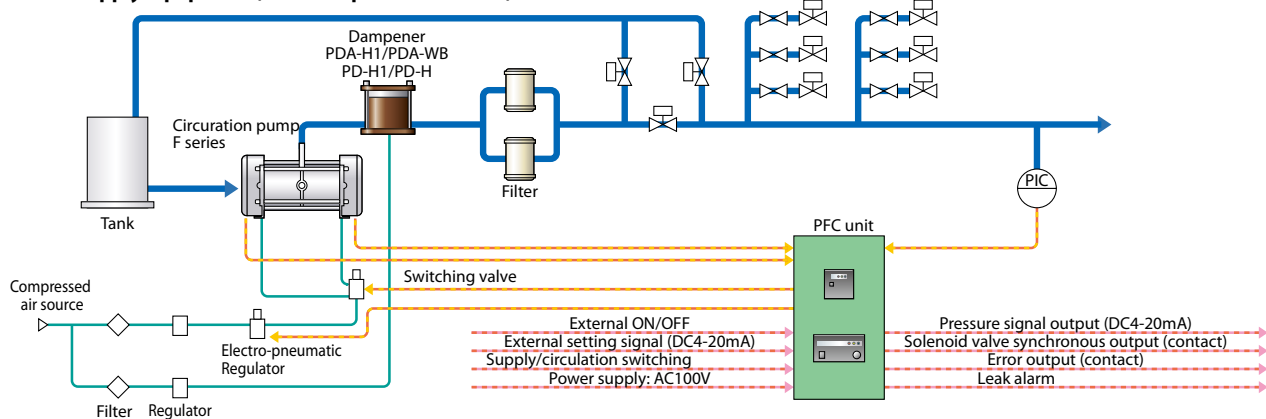 Dampener
PDA-H1/PDA-WB
PD-H1/PD-H
Circuration pump
F series
Filter
Tank
PIC
PFC unit
Switching valve
Compressed
air source
Electro-pneumatic
Regulator
Filter
Regulator
External ON/OFF
External setting signal (DC4-20mA)
Supply/circulation switching
Power supply: AC100V
Pressure signal output (DC4-20mA)
Solenoid valve synchronous output (contact)
Error output (contact)
Leak alarm